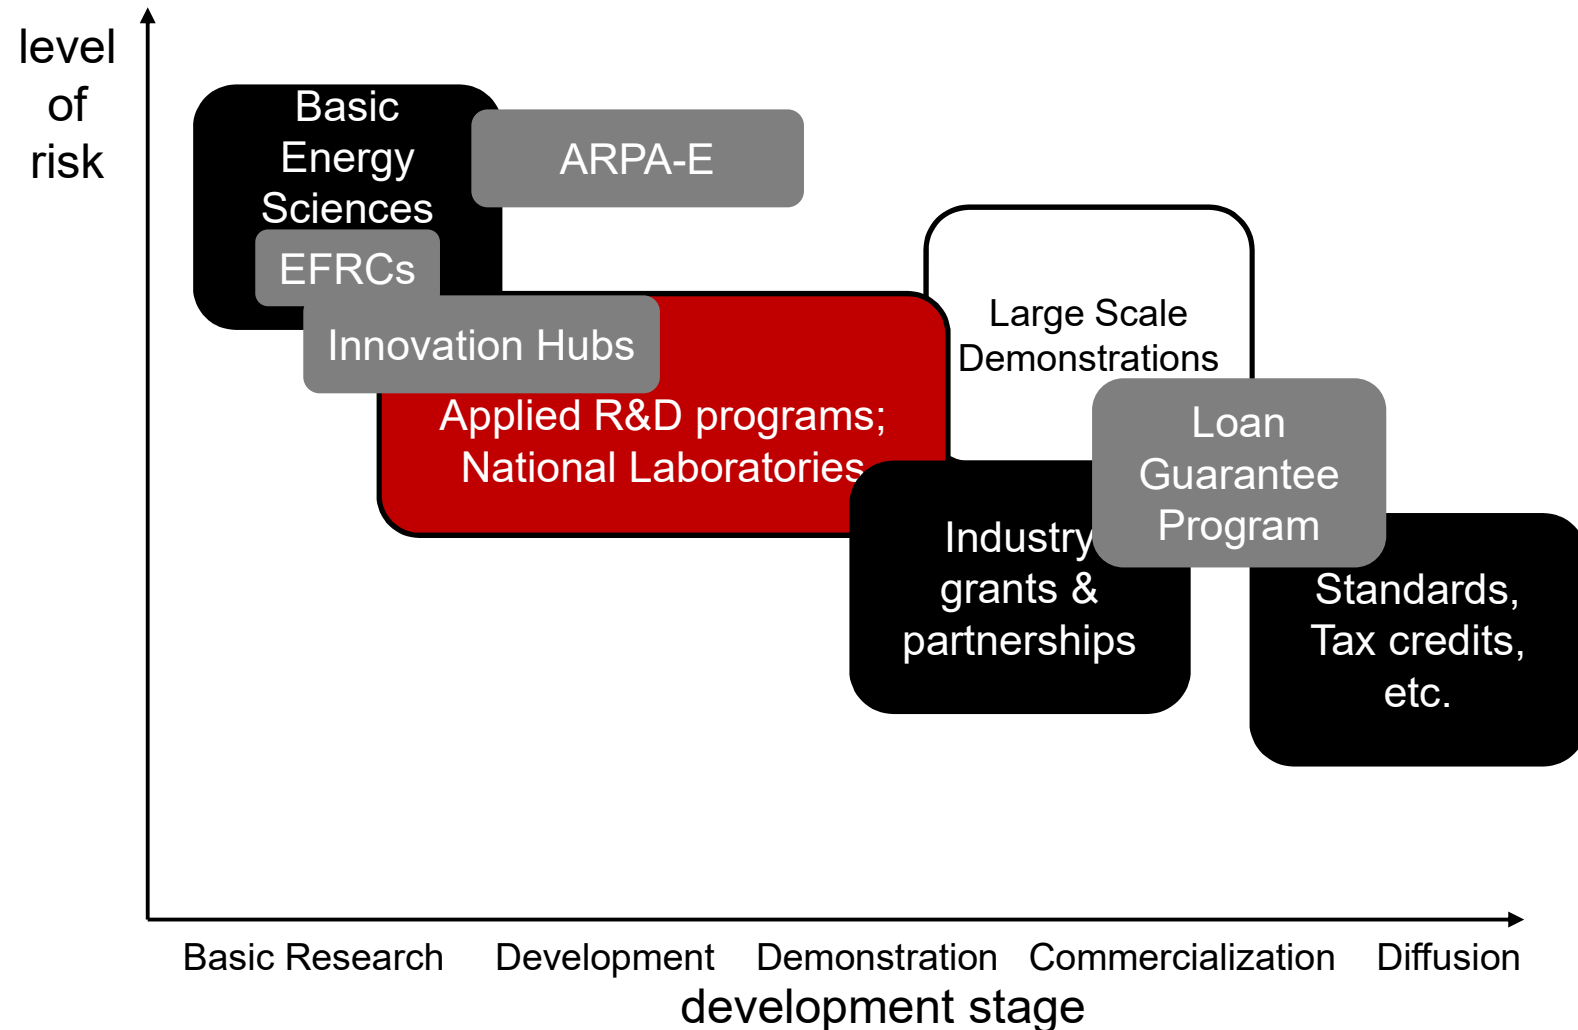 level
of
risk
Basic
Energy
Sciences
ARPA-E
EFRCs
Innovation Hubs
Large Scale
Demonstrations
Applied R&D programs;
National Laboratories
Loan
Guarantee
Program
Industry
grants &
partnerships
Standards,
Tax credits,
etc.
Basic Research Development Demonstration Commercialization Diffusion
development stage